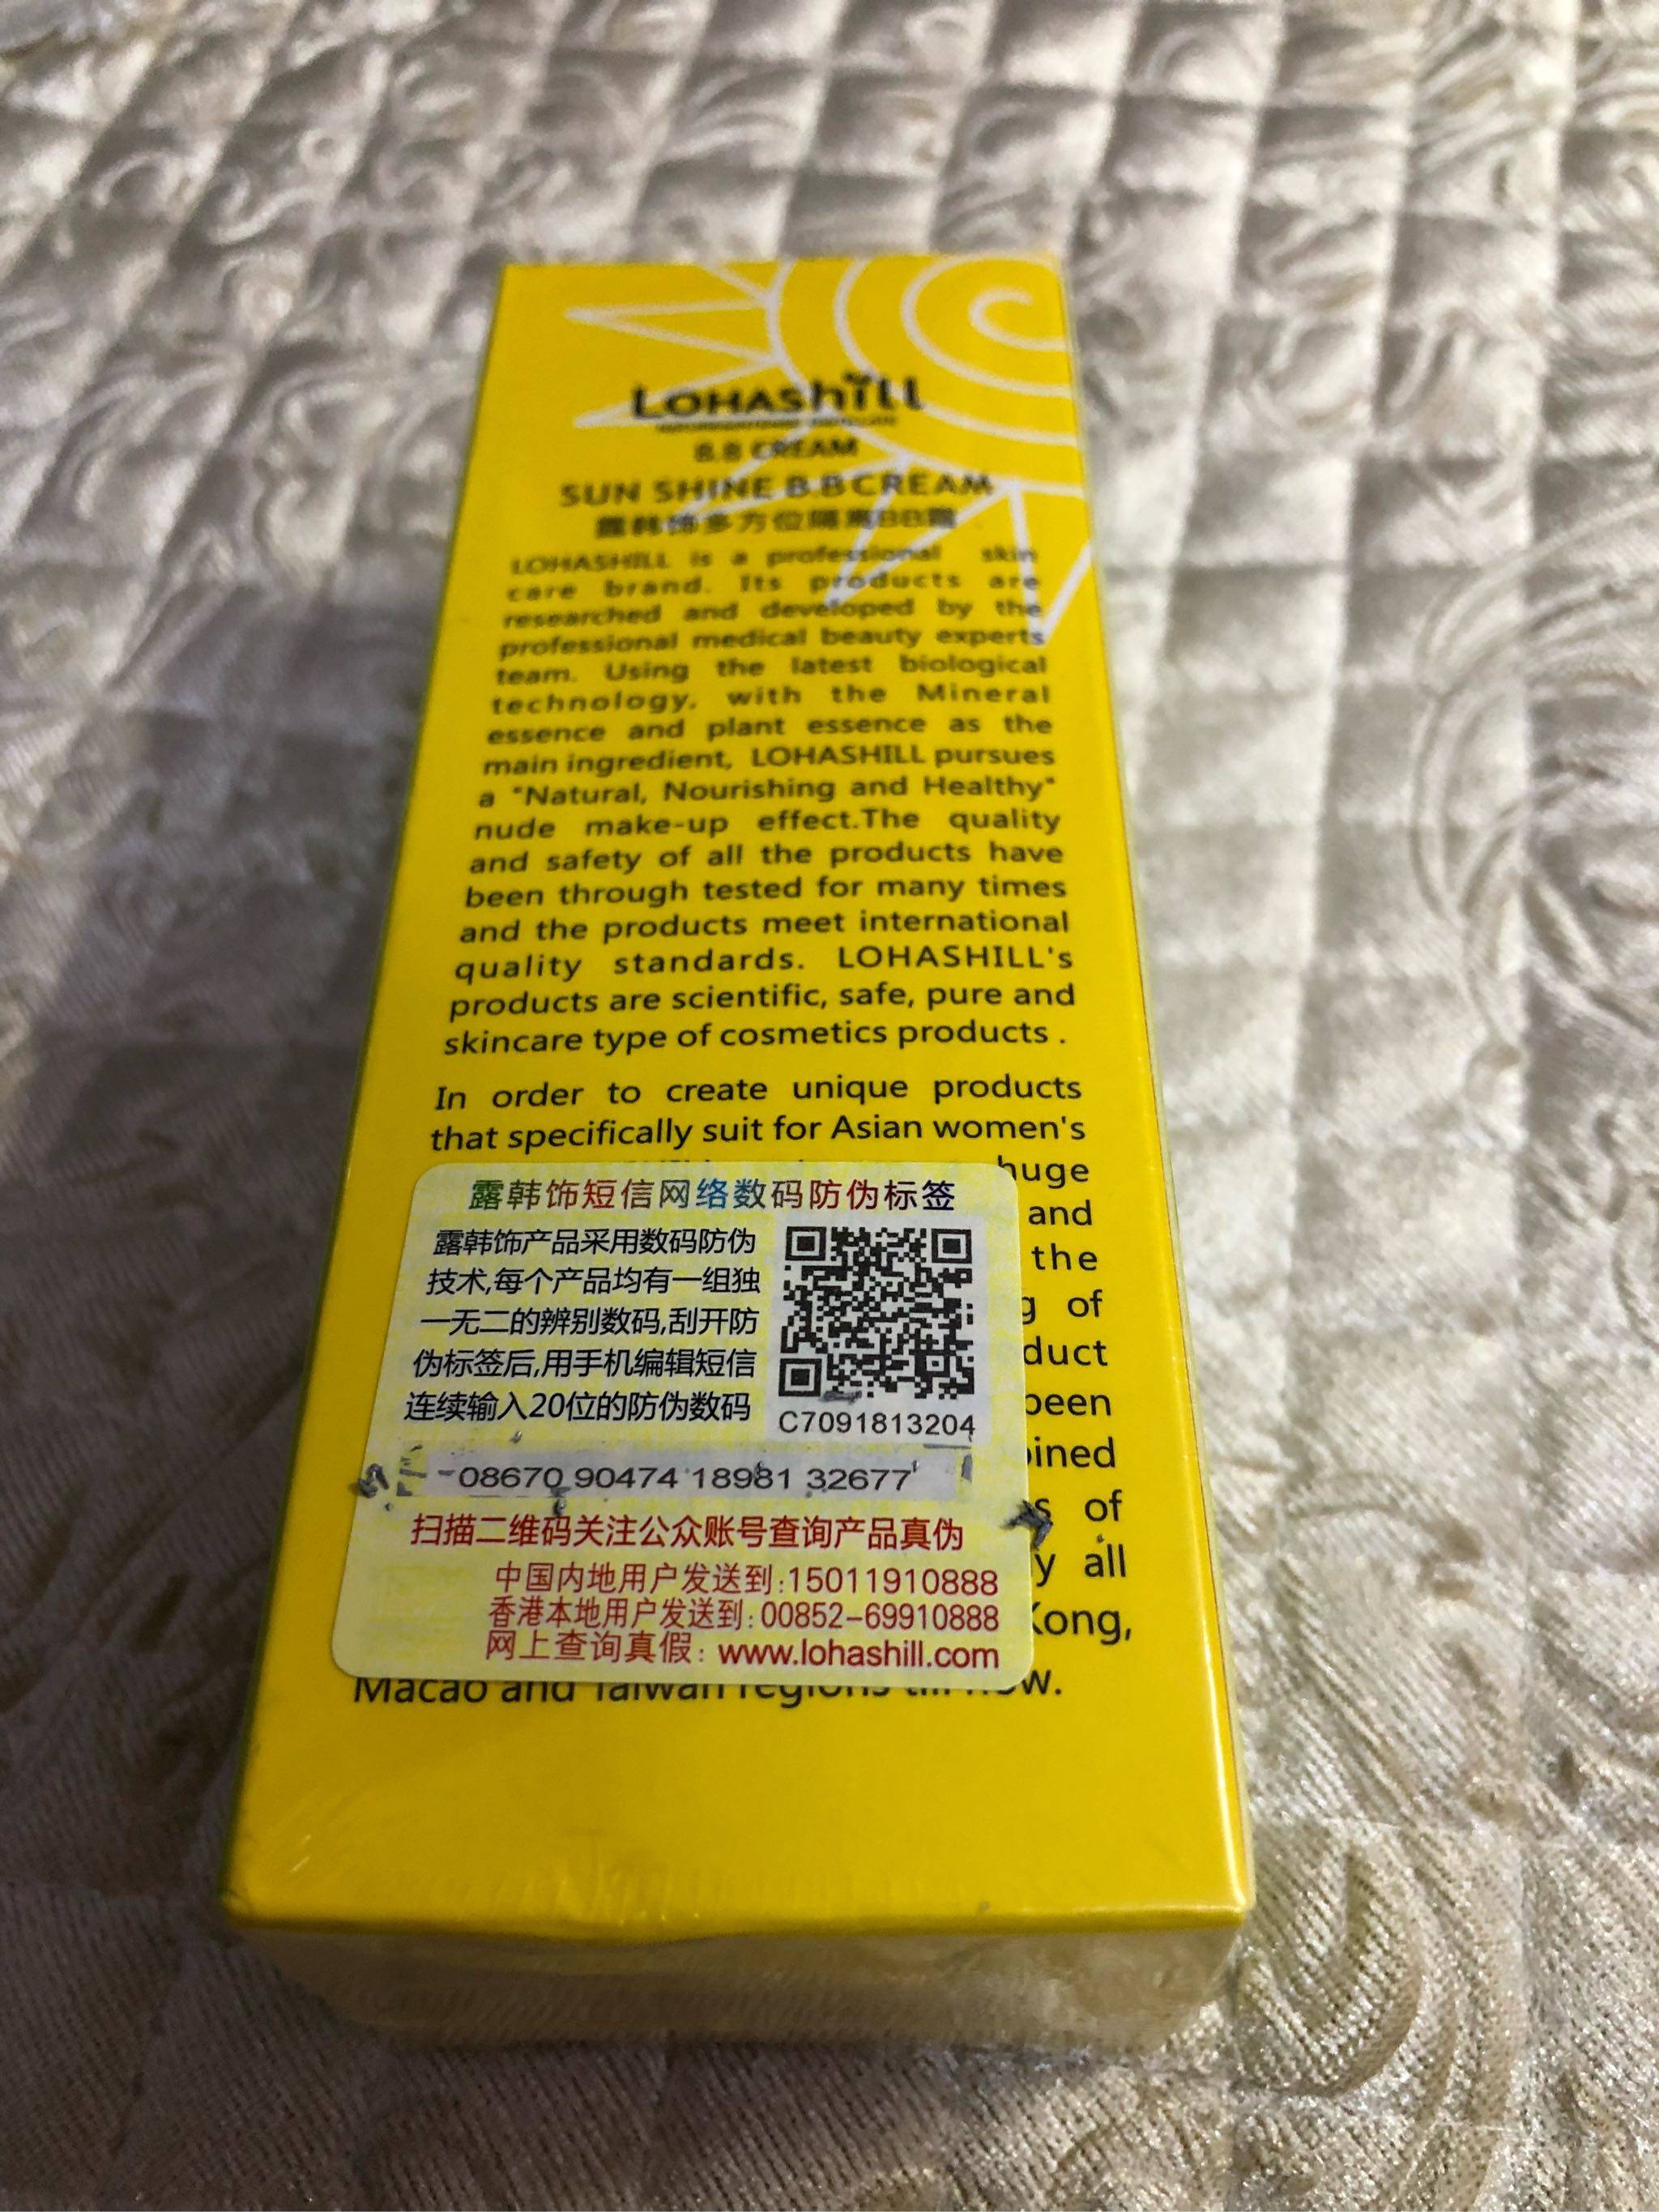 LOHAShill
B.B CREAM
SUN SHINE B.BCREAM
露韩饰多方位隔离BB霜
LOHASHILL is a professional skin
care brand. Its products are
researched and developed by the
professional medical beauty experts
team. Using the latest biological
technology, with the Mineral
essence and plant essence as the
main ingredient, LOHASHILL pursues
a "Natural, Nourishing and Healthy"
nude make-up effect.The quality
and safety of all the products have
been through tested for many times
and the products meet international
quality standards. LOHASHILL's
products are scientific, safe, pure and
skincare type of cosmetics products .
In order to create unique products
that specifically suit for Asian women's
huge
and
the
of
been
of
all
Kong,
Macao and Taiwan regions till now.
露韩饰短信网络数码防伪标签
露韩饰产品采用数码防伪
技术,每个产品均有一组独
一无二的辨别数码,刮开防
伪标签后,用手机编辑短信
连续输入20位的防伪数码
C7091813204
08670 90474 18981 32677
扫描二维码关注公众账号查询产品真伪
中国内地用户发送到:15011910888
香港本地用户发送到:00852-69910888
网上查询真假: www.lohashill.com